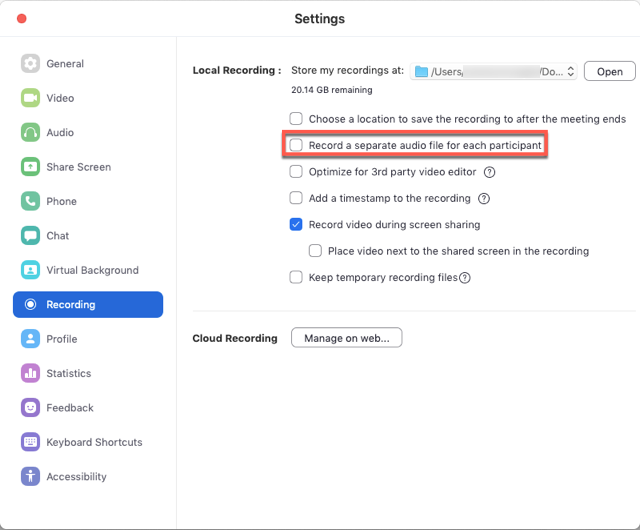 Settings
General
Video
Audio
Share Screen
Phone
Chat
Virtual Background
Recording
Profile
Statistics
Feedback
Keyboard Shortcuts
Accessibility
Local Recording : Store my recordings at: /Users, /Do... Open
20.14 GB remaining
Choose a location to save the recording to after the meeting ends
Record a separate audio file for each participant
Optimize for 3rd party video editor ?
Add a timestamp to the recording ?
Record video during screen sharing
Place video next to the shared screen in the recording
Keep temporary recording files ?
Cloud Recording Manage on web...